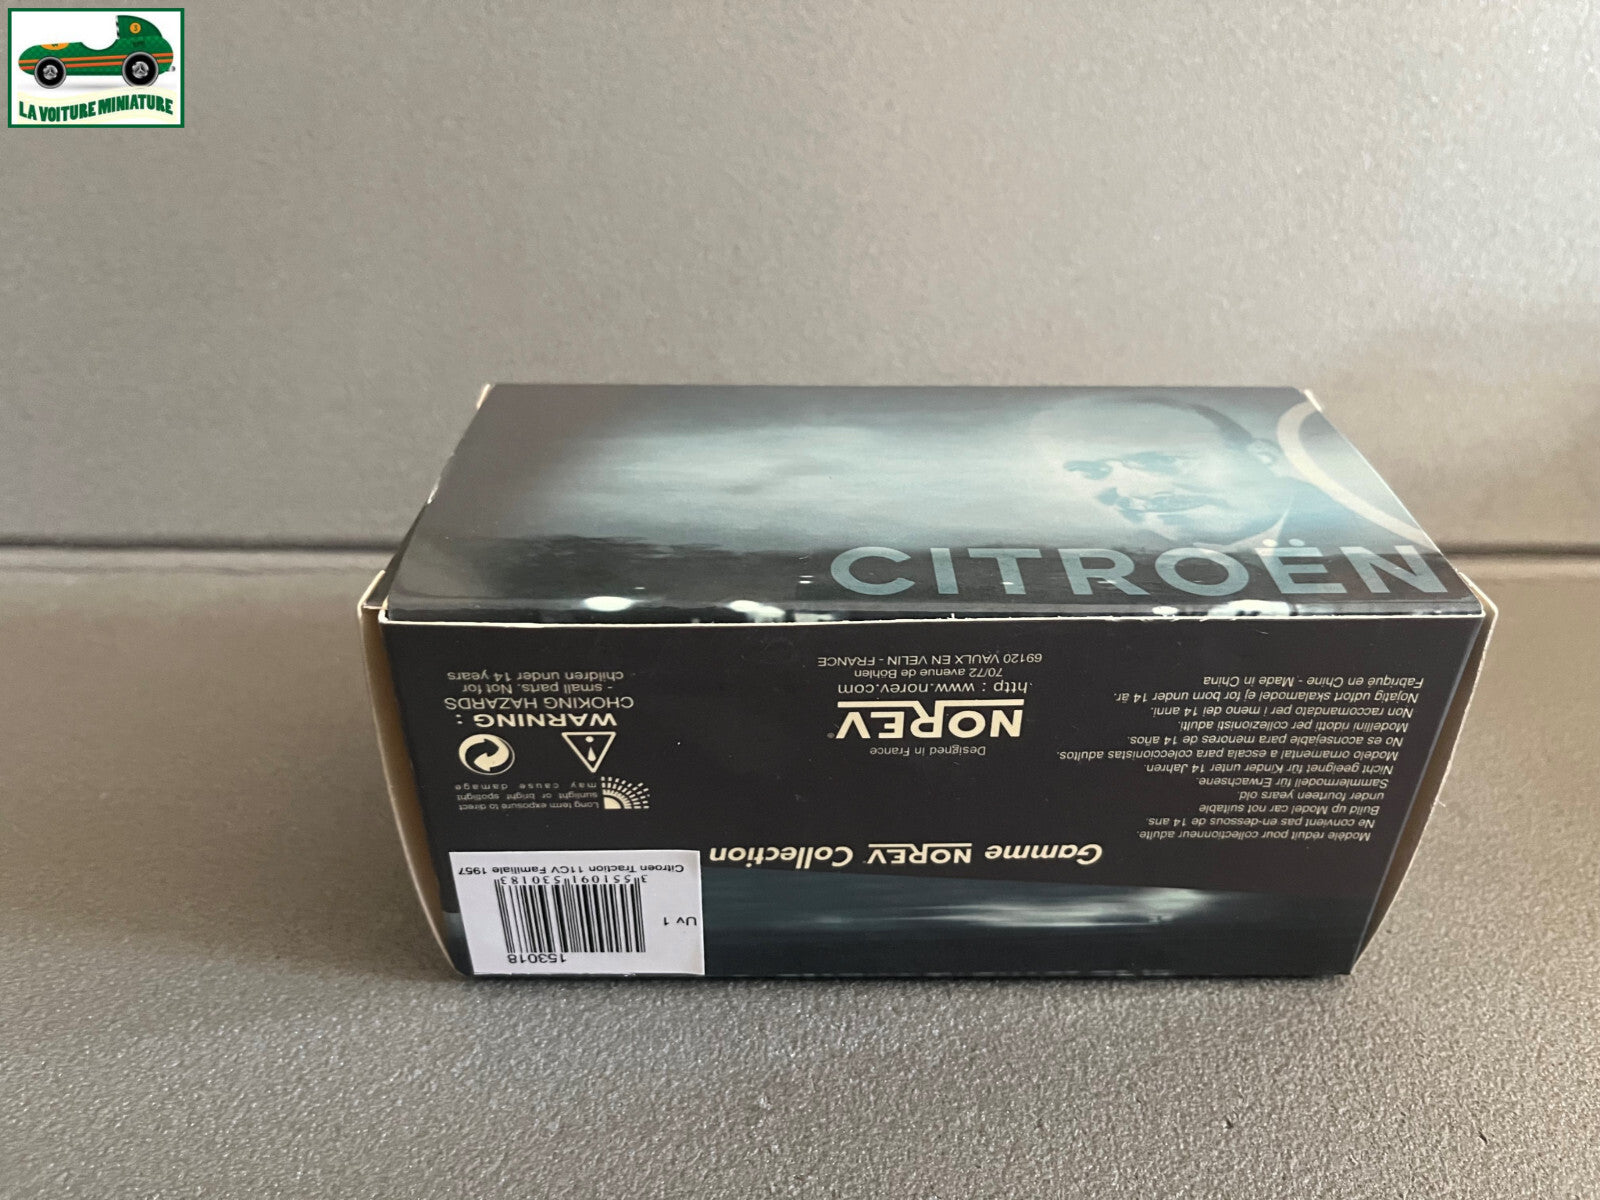 LA VOITURE MINIATURE
CITROËN
Gamme NOREV Collection
Modèle réduit pour collectionneur adulte.
Ne convient pas en-dessous de 14 ans.
Build up Model car not suitable
under fourteen years old.
Sammlermodell für Erwachsene.
Nicht geeignet für Kinder unter 14 Jahren.
Modelo ornamental a escala para coleccionistas adultos.
No es aconsejable para menores de 14 años.
Modellini ridotti per collezionisti adulti.
Non raccomandato per i meno del 14 anni.
Nojatig udfort skalamodel ej for born under 14 år.
Fabriqué en Chine - Made in China
Designed in France
NOREV®
http : www.norev.com
70/72 avenue de Böhlen
69120 VAULX EN VELIN - FRANCE
Long term exposure to direct
sunlight or bright spotlight
may cause damage
WARNING :
CHOKING HAZARDS
- small parts. Not for
children under 14 years
153018
Uv 1
3 551091 530183
Citroën Traction 11CV Familiale 1957